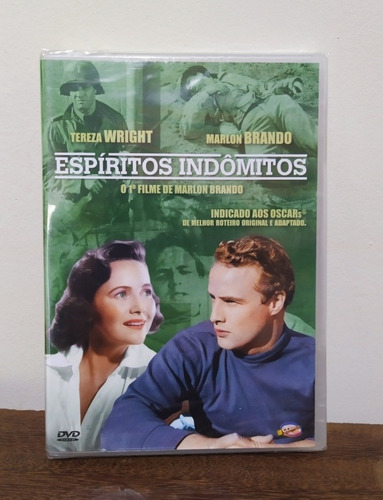 TEREZA WRIGHT
MARLON BRANDO
ESPÍRITOS INDÔMITOS
O 1º FILME DE MARLON BRANDO
INDICADO AOS OSCARs
DE MELHOR ROTEIRO ORIGINAL E ADAPTADO.
DVD